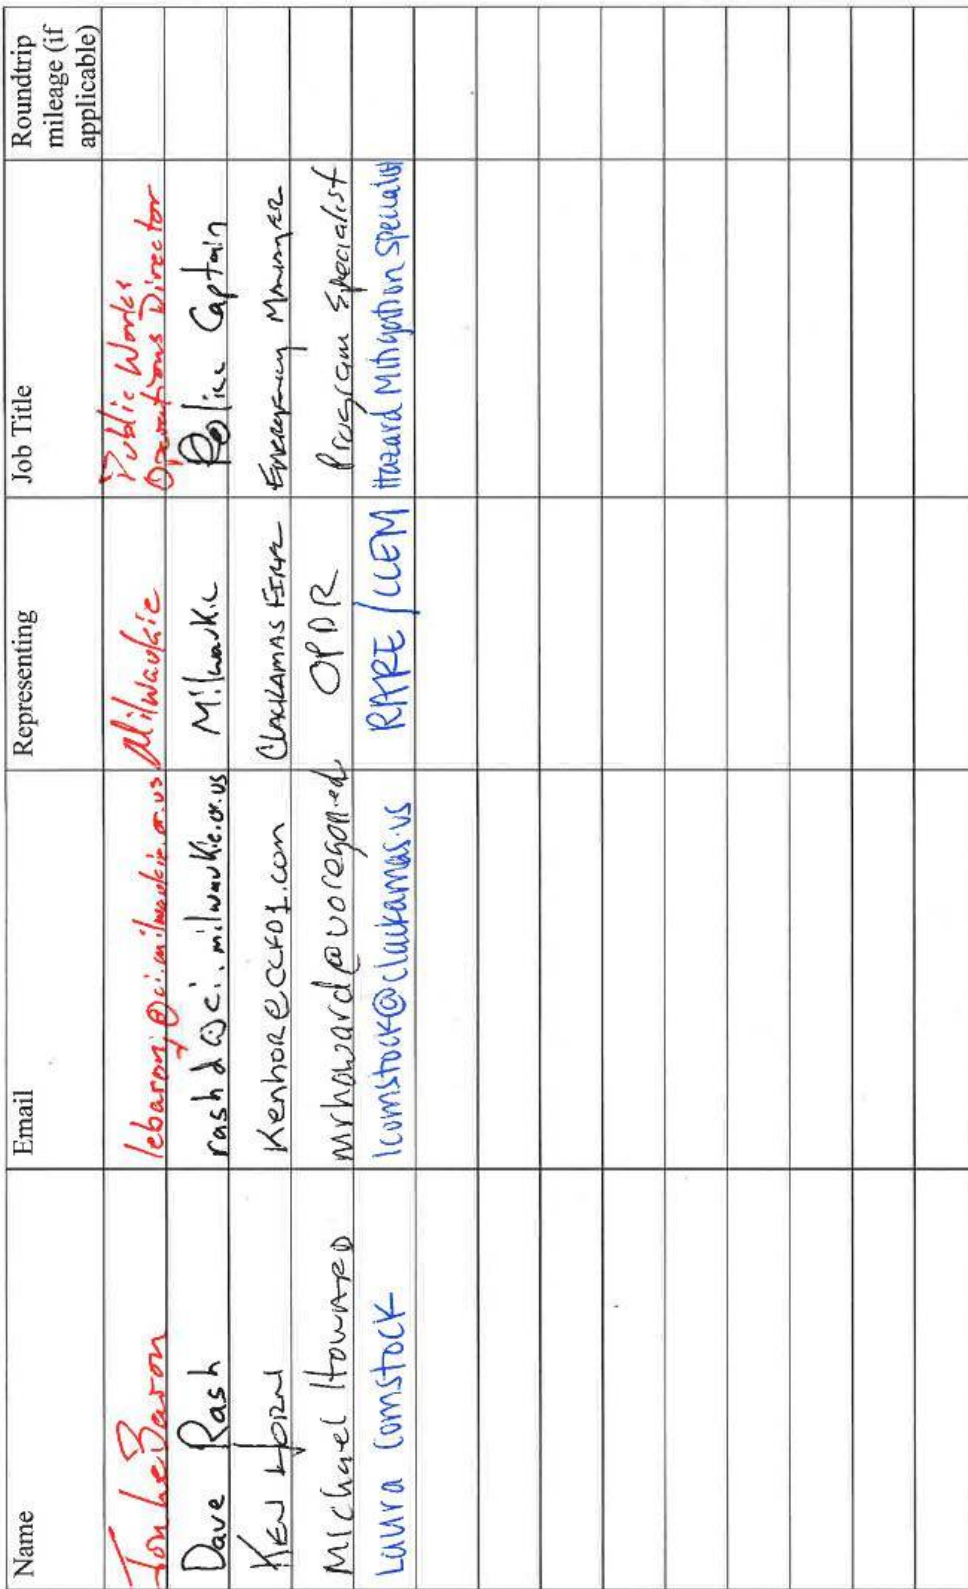 Name Email Representing Job Title Roundtrip mileage (if applicable)
Jon LeBaron lebaronj@ci.milwaukie.or.us Milwaukie Public Works Operations Director
Dave Rash rashd@ci.milwaukie.or.us Milwaukie Police Captain
Ken Horn Kenhor@ccfd1.com Clackamas Fire Emergency Manager
Michael Howard mrhoward@uoregon.ed OPDR Program Specialist
Laura Comstock lcomstock@clackamas.us RARE / CCEM Hazard Mitigation Specialist